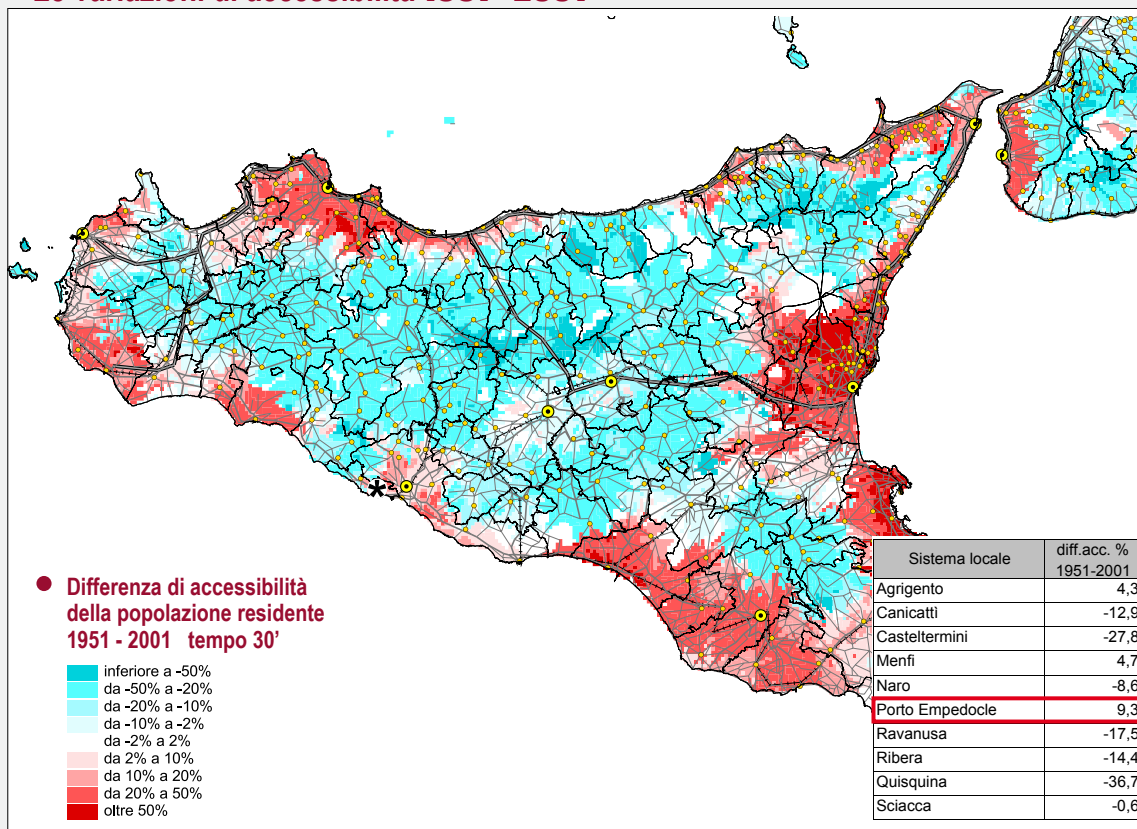 Differenza di accessibilità
della popolazione residente
1951 - 2001 tempo 30'
inferiore a -50%
da -50% a -20%
da -20% a -10%
da -10% a -2%
da -2% a 2%
da 2% a 10%
da 10% a 20%
da 20% a 50%
oltre 50%
Sistema locale diff.acc. %
1951-2001
Agrigento 4,3
Canicattì -12,9
Casteltermini -27,8
Menfi 4,7
Naro -8,6
Porto Empedocle 9,3
Ravanusa -17,5
Ribera -14,4
Quisquina -36,7
Sciacca -0,6